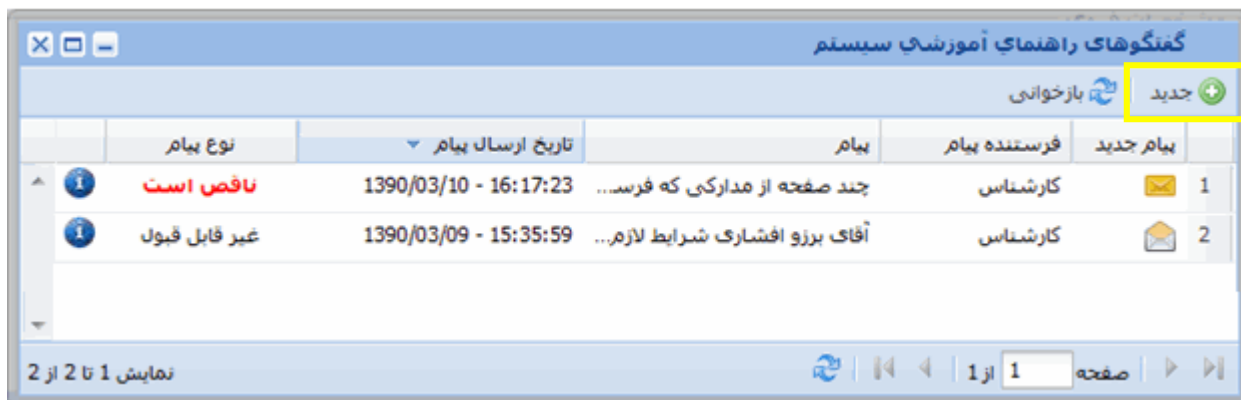 گفتگوهای راهنمای آموزشی سیستم
جدید بازخوانی
پیام جدید فرستنده پیام پیام تاریخ ارسال پیام نوع پیام
1 کارشناس چند صفحه از مدارکی که فرس... 1390/03/10 - 16:17:23 ناقص است
2 کارشناس آقای برزو افشاری شرایط لازم... 1390/03/09 - 15:35:59 غیر قابل قبول
صفحه 1 از 1 نمایش 1 تا 2 از 2